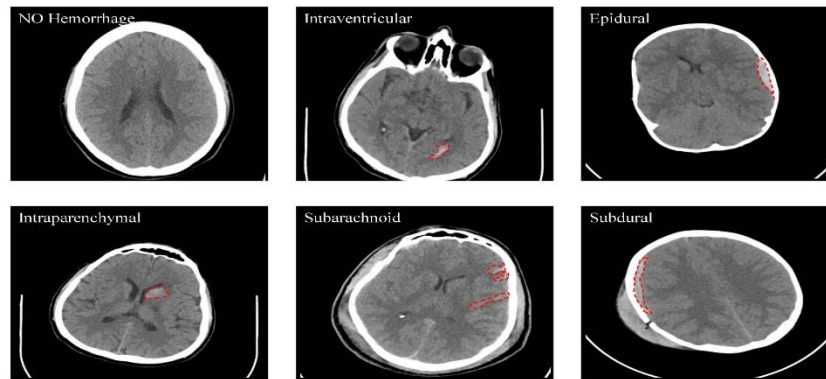 NO Hemorrhage
Intraventricular
Epidural
Intraparenchymal
Subarachnoid
Subdural